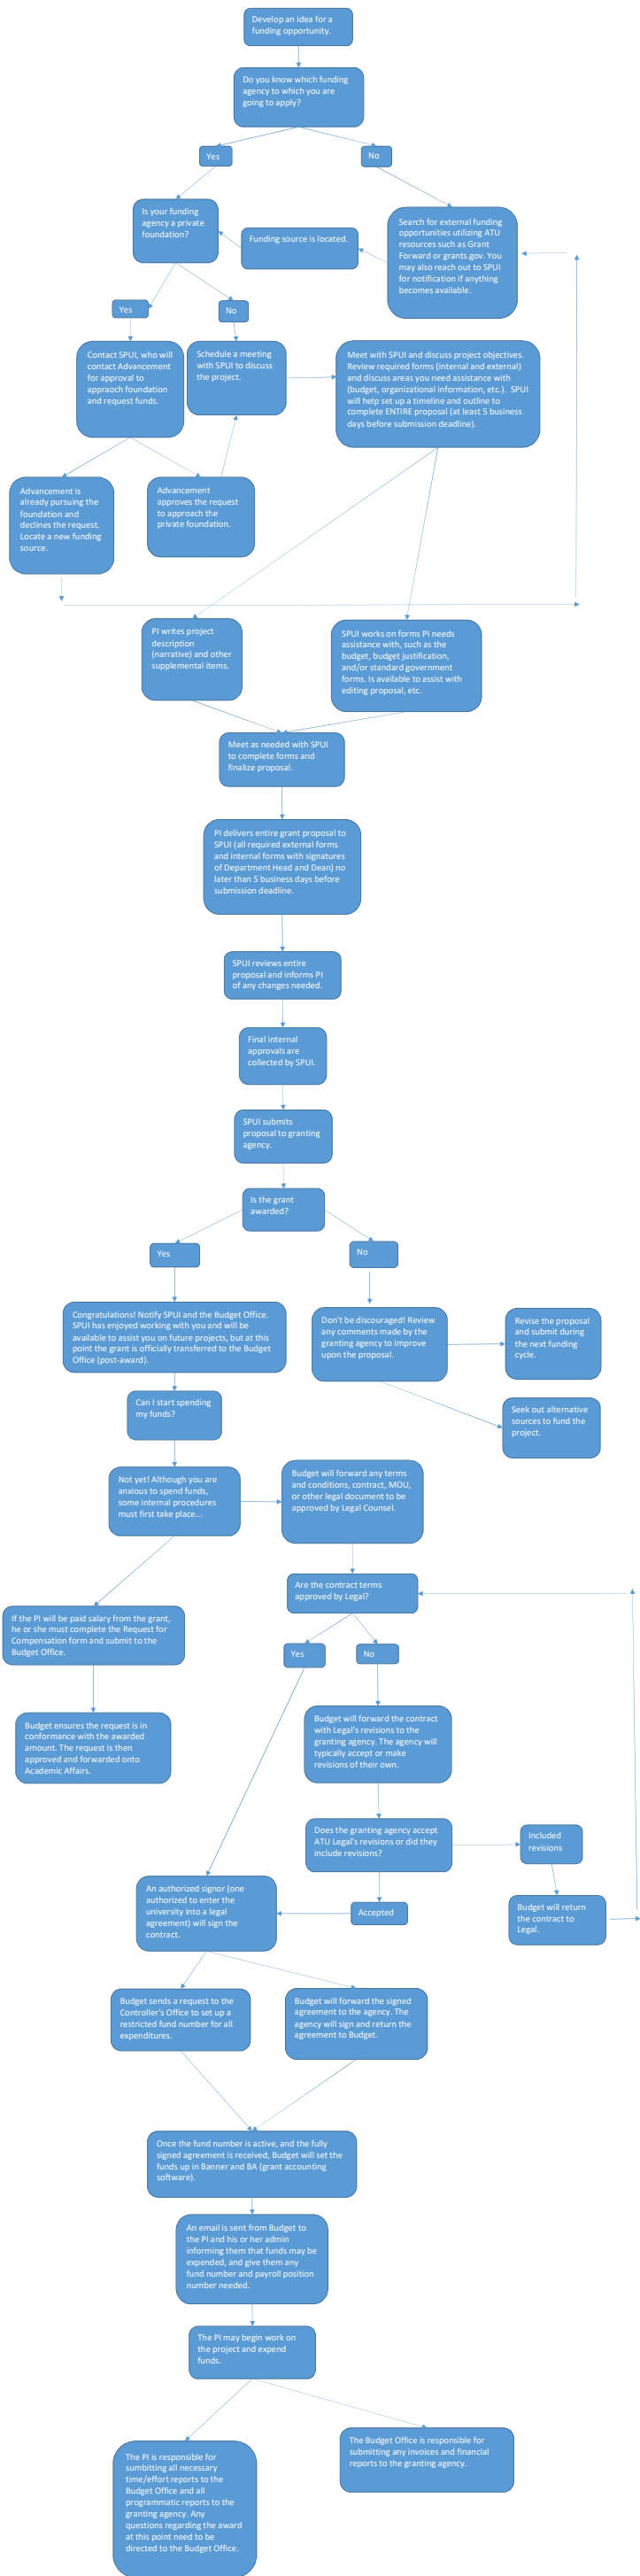 Develop an idea for a
funding opportunity.
Do you know which funding
agency to which you are
going to apply?
Yes
No
Is your funding
agency a private
foundation?
Funding source is located.
Search for external funding
opportunities utilizing ATU
resources such as Grant
Forward or grants.gov. You
may also reach out to SPUI
for notification if anything
becomes available.
Yes
No
Contact SPUI, who will
contact Advancement
for approval to
approach foundation
and request funds.
Schedule a meeting
with SPUI to discuss
the project.
Meet with SPUI and discuss project objectives.
Review required forms (internal and external)
and discuss areas you need assistance with
(budget, organizational information, etc.). SPUI
will help set up a timeline and outline to
complete ENTIRE proposal (at least 5 business
days before submission deadline).
Advancement is
already pursuing the
foundation and
declines the request.
Locate a new funding
source.
Advancement
approves the request
to approach the
private foundation.
PI writes project
description
(narrative) and other
supplemental items.
SPUI works on forms PI needs
assistance with, such as the
budget, budget justification,
and/or standard government
forms. Is available to assist with
editing proposal, etc.
Meet as needed with SPUI
to complete forms and
finalize proposal.
PI delivers entire grant proposal to
SPUI (all required external forms
and internal forms with signatures
of Department Head and Dean) no
later than 5 business days before
submission deadline.
SPUI reviews entire
proposal and informs PI
of any changes needed.
Final internal
approvals are
collected by SPUI.
SPUI submits
proposal to granting
agency.
Is the grant
awarded?
Yes
No
Congratulations! Notify SPUI and the Budget Office.
SPUI has enjoyed working with you and will be
available to assist you on future projects, but at this
point the grant is officially transferred to the Budget
Office (post-award).
Don't be discouraged! Review
any comments made by the
granting agency to improve
upon the proposal.
Revise the proposal
and submit during
the next funding
cycle.
Seek out alternative
sources to fund the
project.
Can I start spending
my funds?
Not yet! Although you are
anxious to spend funds,
some internal procedures
must first take place...
Budget will forward any terms
and conditions, contract, MOU,
or other legal document to be
approved by Legal Counsel.
Are the contract terms
approved by Legal?
If the PI will be paid salary from the grant,
he or she must complete the Request for
Compensation form and submit to the
Budget Office.
Yes
No
Budget ensures the request is in
conformance with the awarded
amount. The request is then
approved and forwarded onto
Academic Affairs.
Budget will forward the contract
with Legal's revisions to the
granting agency. The agency will
typically accept or make
revisions of their own.
Does the granting agency accept
ATU Legal's revisions or did they
include revisions?
Included
revisions
An authorized signor (one
authorized to enter the
university into a legal
agreement) will sign the
contract.
Accepted
Budget will return
the contract to
Legal.
Budget sends a request to the
Controller's Office to set up a
restricted fund number for all
expenditures.
Budget will forward the signed
agreement to the agency. The
agency will sign and return the
agreement to Budget.
Once the fund number is active, and the fully
signed agreement is received, Budget will set the
funds up in Banner and BA (grant accounting
software).
An email is sent from Budget to
the PI and his or her admin
informing them that funds may be
expended, and give them any
fund number and payroll position
number needed.
The PI may begin work on
the project and expend
funds.
The PI is responsible for
sumbitting all necessary
time/effort reports to the
Budget Office and all
programmatic reports to the
granting agency. Any
questions regarding the award
at this point need to be
directed to the Budget Office.
The Budget Office is responsible for
submitting any invoices and financial
reports to the granting agency.